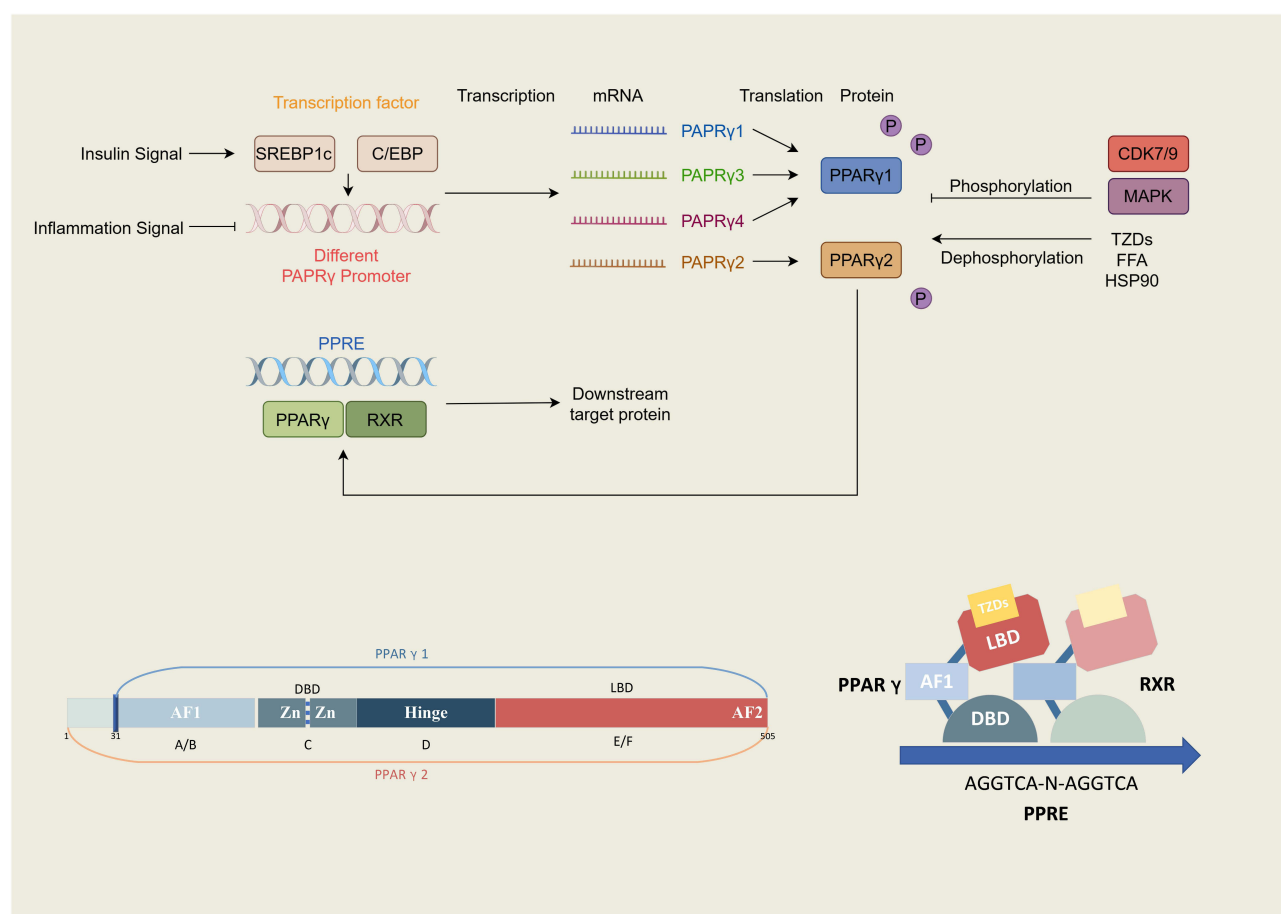 Transcription factor
Transcription
mRNA
Translation
Protein
Insulin Signal
SREBP1c
C/EBP
Inflammation Signal
Different
PAPRγ Promoter
PAPRγ1
PAPRγ3
PAPRγ4
PAPRγ2
P
P
PPARγ1
PPARγ2
P
Phosphorylation
CDK7/9
MAPK
Dephosphorylation
TZDs
FFA
HSP90
PPRE
PPARγ
RXR
Downstream
target protein
PPAR γ 1
DBD
LBD
AF1
Zn
Zn
Hinge
AF2
1
31
505
A/B
C
D
E/F
PPAR γ 2
TZDs
LBD
PPAR γ
AF1
RXR
DBD
AGGTCA-N-AGGTCA
PPRE